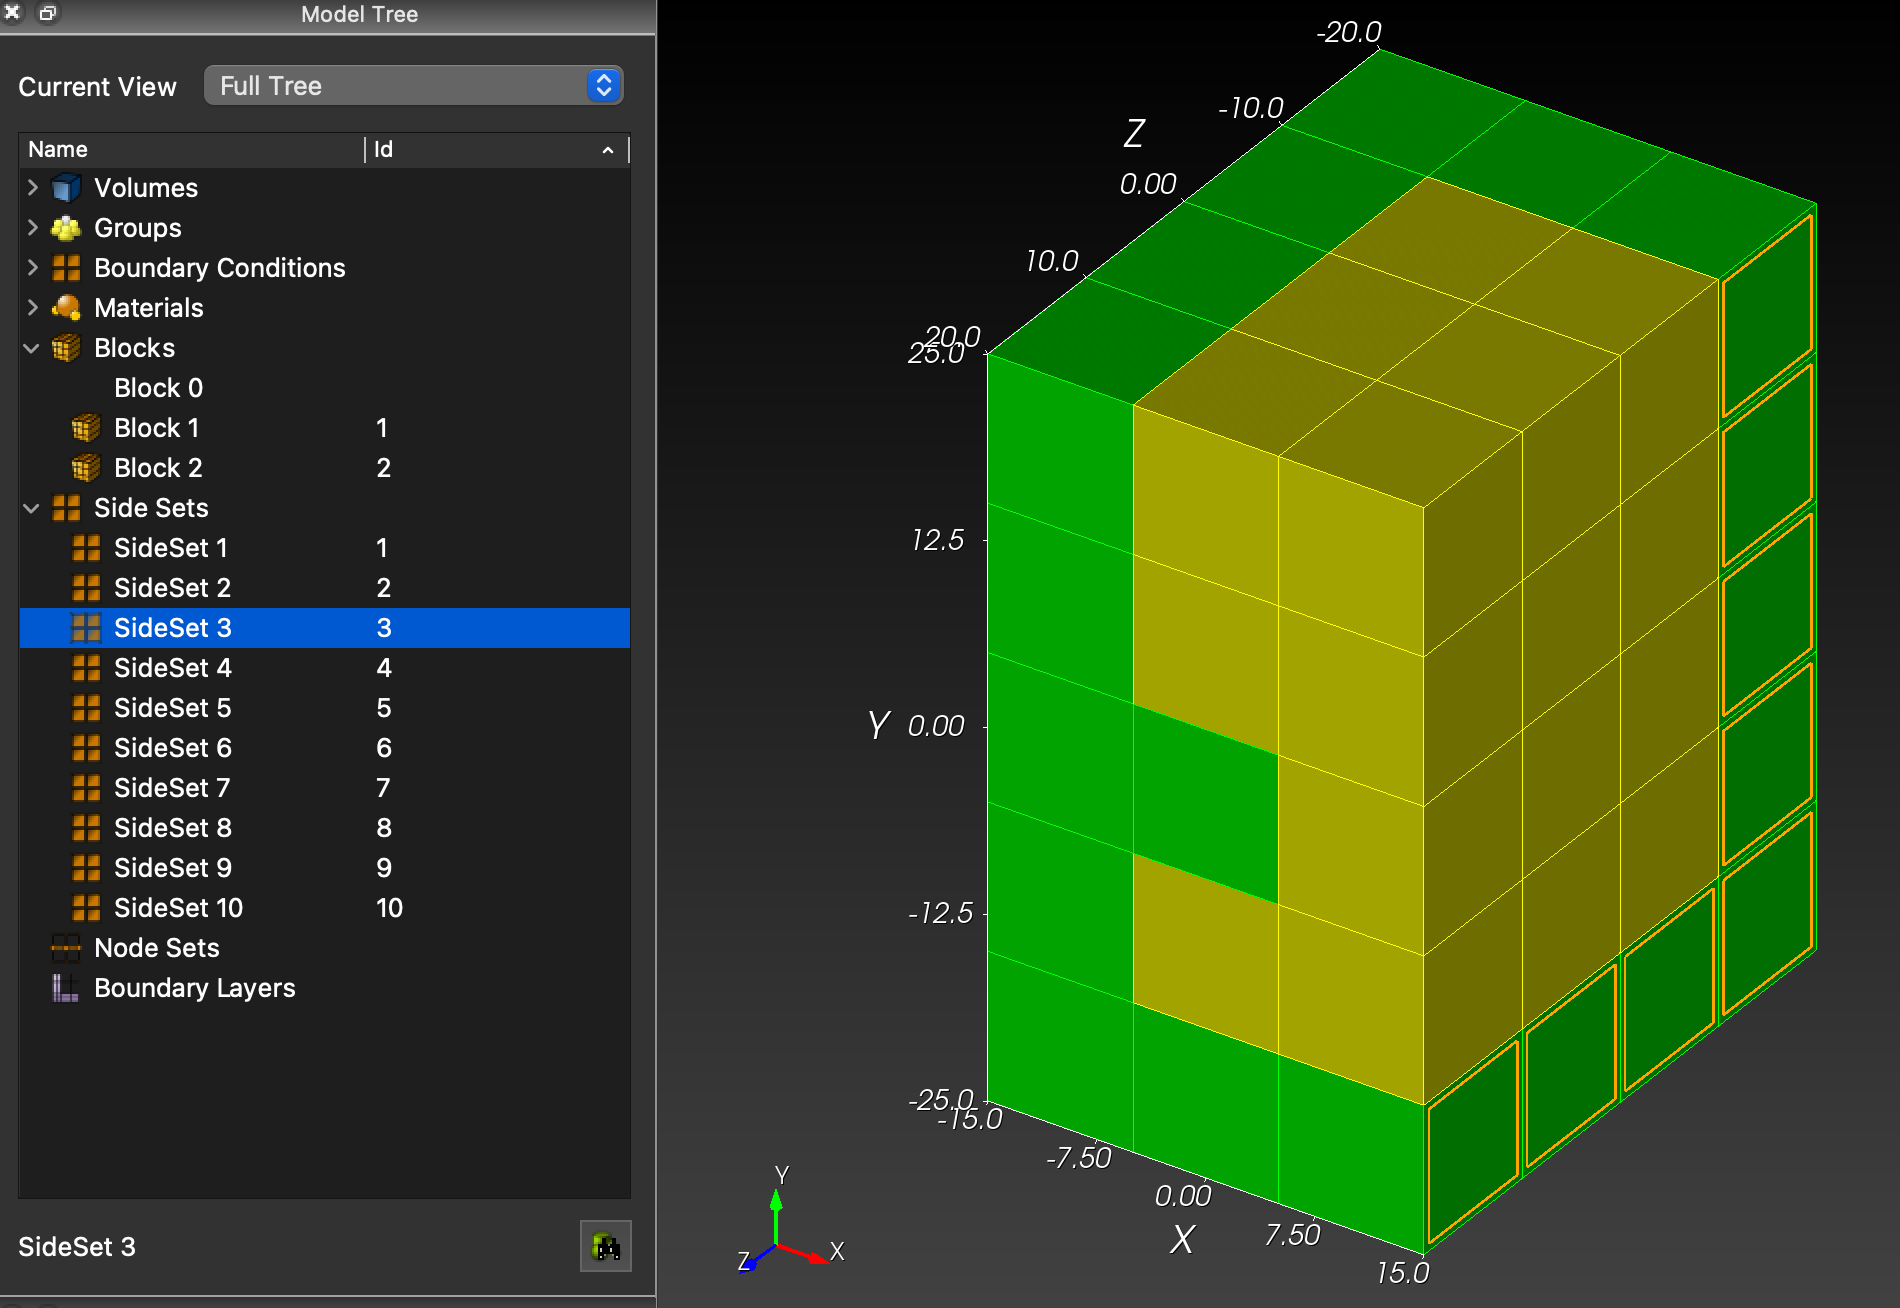 Model Tree
Current View Full Tree
Name Id
Volumes
Groups
Boundary Conditions
Materials
Blocks
Block 0
Block 1 1
Block 2 2
Side Sets
SideSet 1 1
SideSet 2 2
SideSet 3 3
SideSet 4 4
SideSet 5 5
SideSet 6 6
SideSet 7 7
SideSet 8 8
SideSet 9 9
SideSet 10 10
Node Sets
Boundary Layers
SideSet 3
-20.0
-10.0
Z
0.00
10.0
20.0
25.0
12.5
Y 0.00
-12.5
-25.0
-15.0
-7.50
0.00
X
7.50
15.0
Y
X
Z